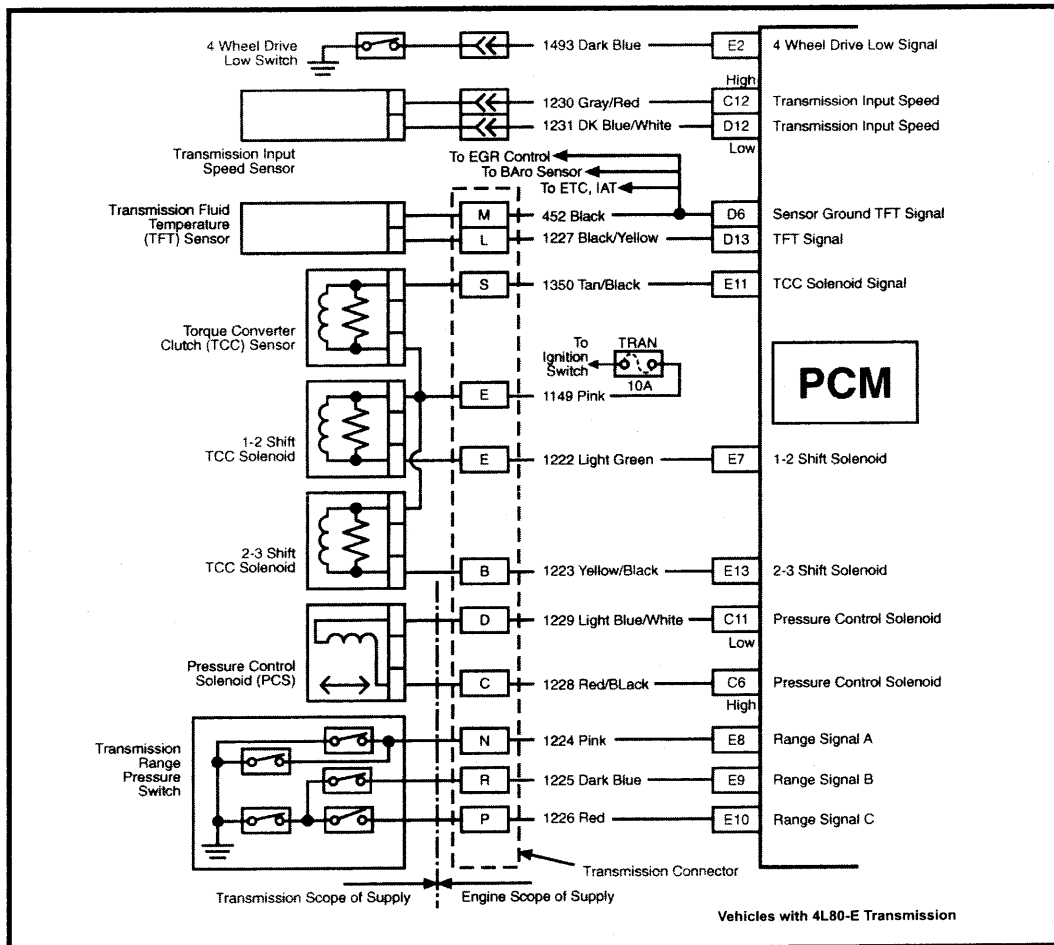 4 Wheel Drive
Low Switch
1493 Dark Blue
E2
4 Wheel Drive Low Signal
High
1230 Gray/Red
C12
Transmission Input Speed
1231 DK Blue/White
D12
Transmission Input Speed
Low
Transmission Input
Speed Sensor
To EGR Control
To BAro Sensor
To ETC, IAT
Transmission Fluid
Temperature
(TFT) Sensor
M
452 Black
D6
Sensor Ground TFT Signal
L
1227 Black/Yellow
D13
TFT Signal
S
1350 Tan/Black
E11
TCC Solenoid Signal
Torque Converter
Clutch (TCC) Sensor
To
Ignition
Switch
TRAN
10A
PCM
E
1149 Pink
1-2 Shift
TCC Solenoid
E
1222 Light Green
E7
1-2 Shift Solenoid
2-3 Shift
TCC Solenoid
B
1223 Yellow/Black
E13
2-3 Shift Solenoid
D
1229 Light Blue/White
C11
Pressure Control Solenoid
Low
Pressure Control
Solenoid (PCS)
C
1228 Red/BLack
C6
Pressure Control Solenoid
High
Transmission
Range
Pressure
Switch
N
1224 Pink
E8
Range Signal A
R
1225 Dark Blue
E9
Range Signal B
P
1226 Red
E10
Range Signal C
Transmission Connector
Transmission Scope of Supply
Engine Scope of Supply
Vehicles with 4L80-E Transmission